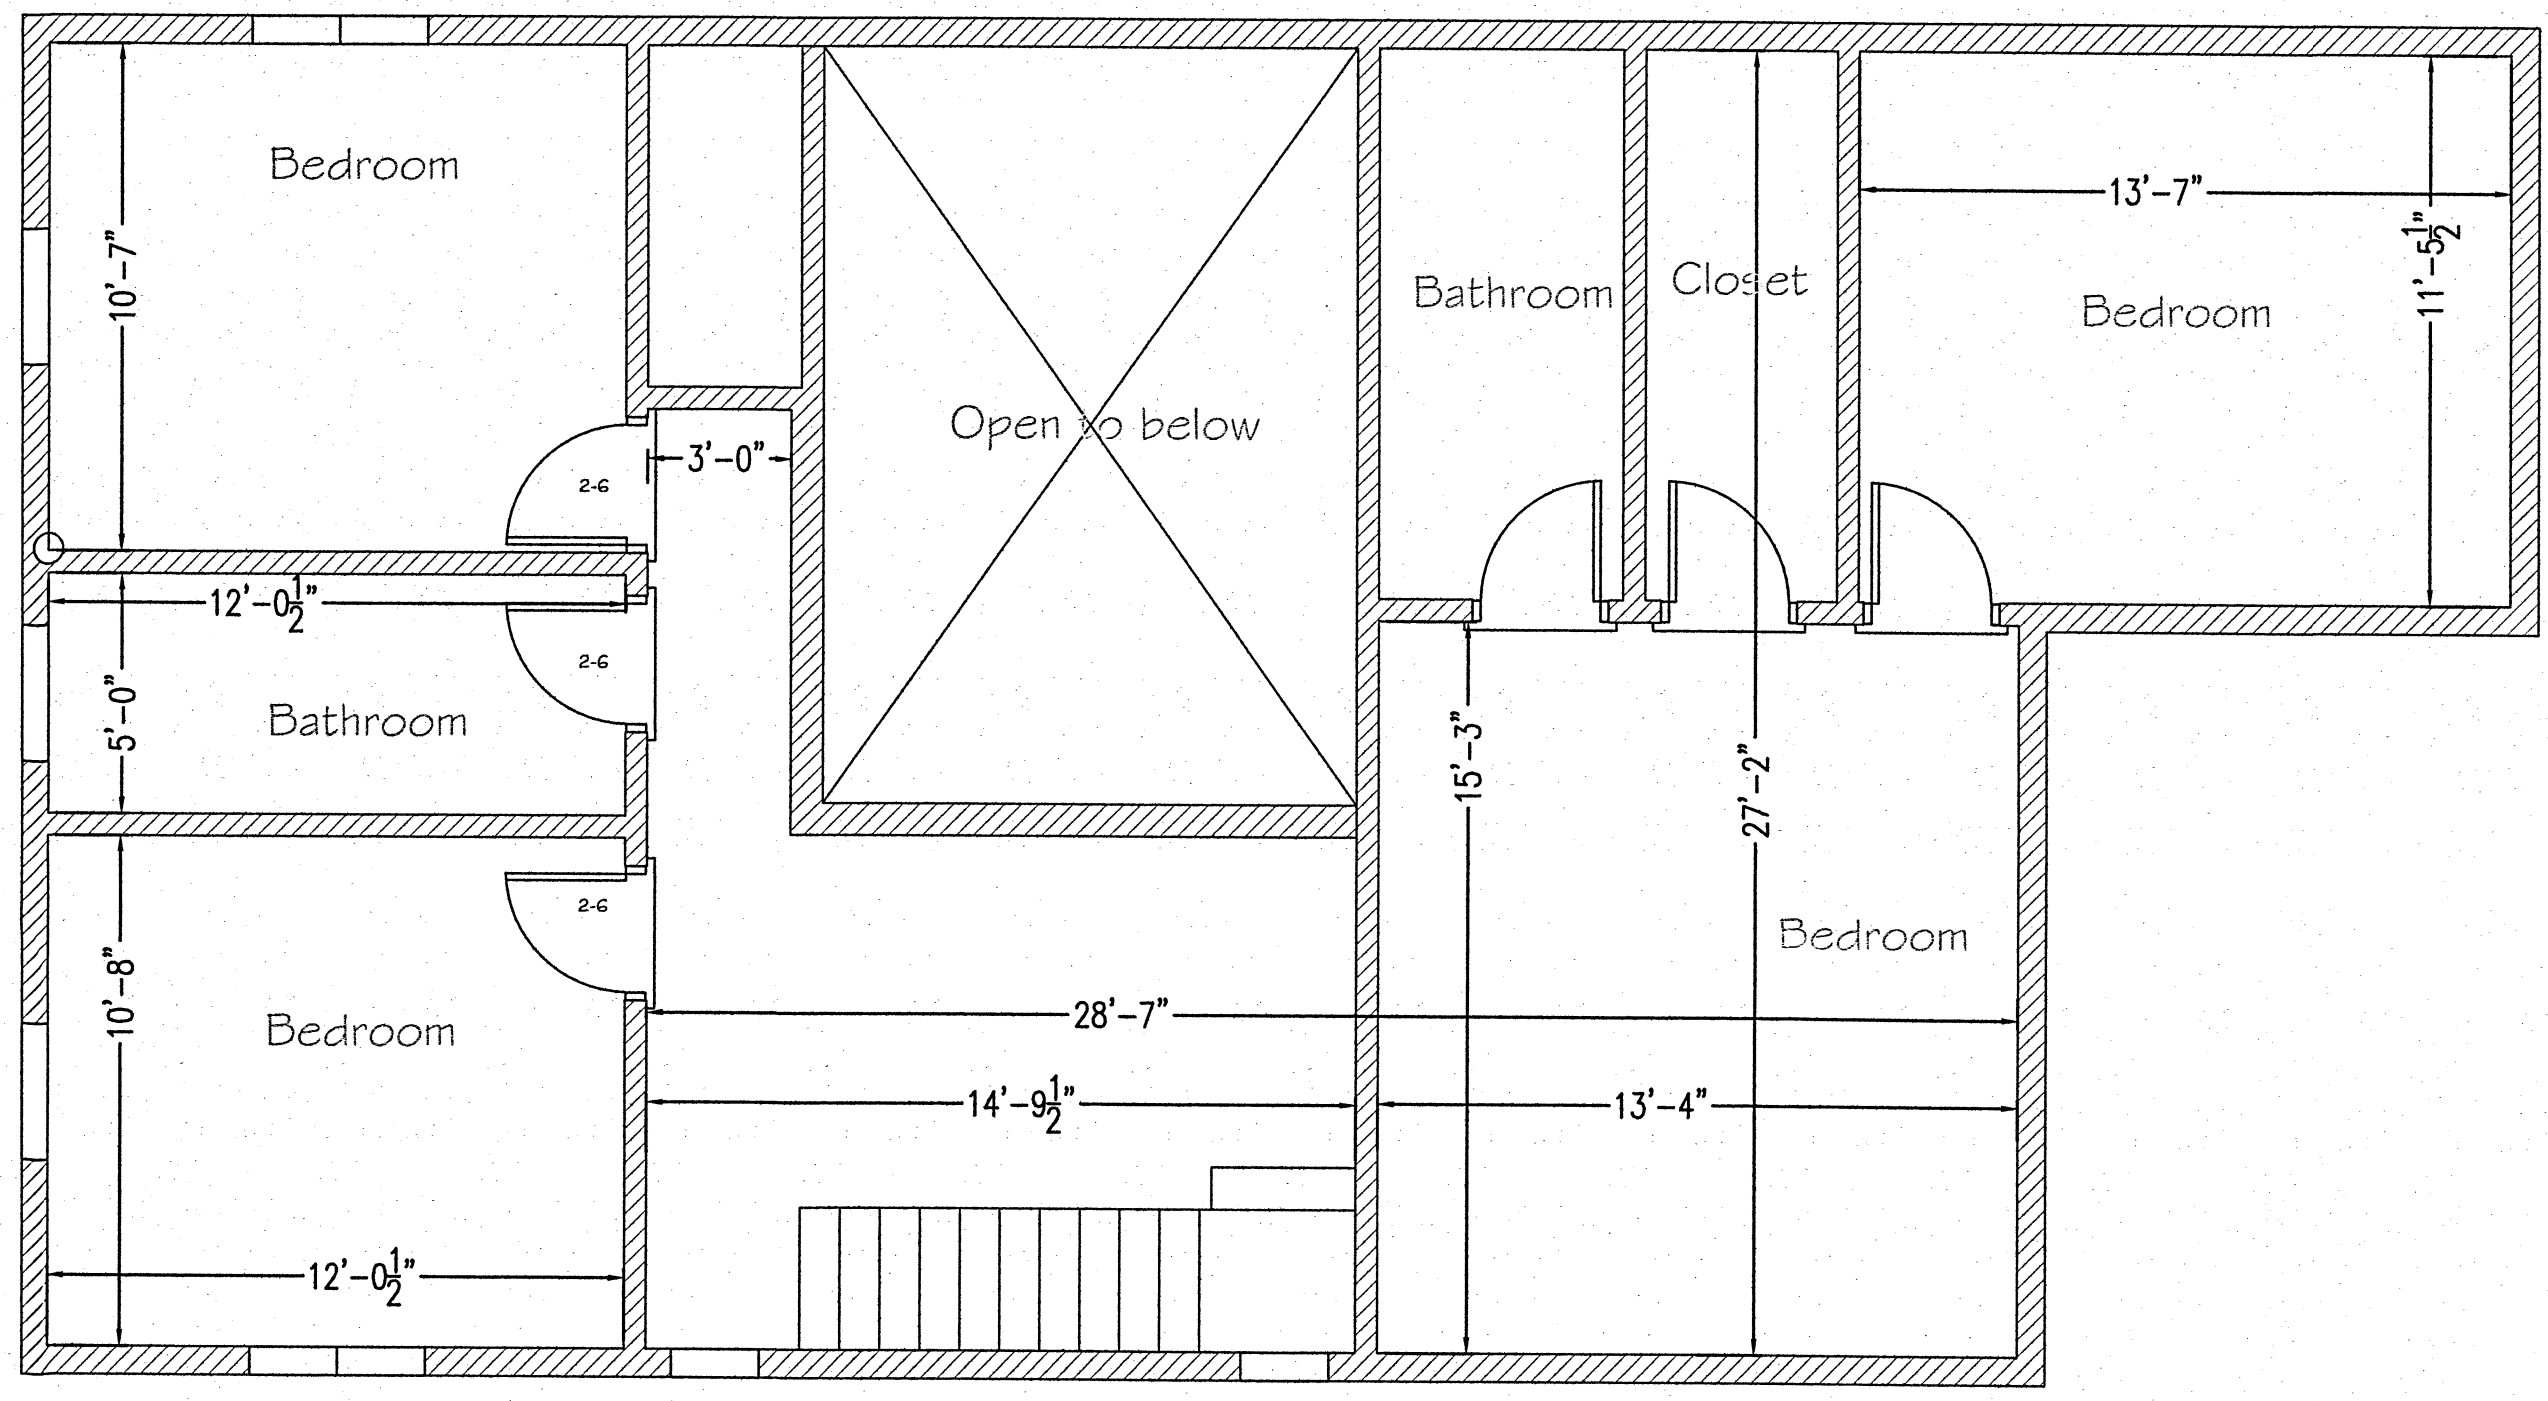 Bedroom
13'-7"
11'-5½"
10'-7"
Bathroom
Closet
Bedroom
Open to below
3'-0"
2-6
12'-0½"
2-6
5'-0"
Bathroom
15'-3"
27'-2"
2-6
Bedroom
10'-8"
Bedroom
28'-7"
14'-9½"
13'-4"
12'-0½"